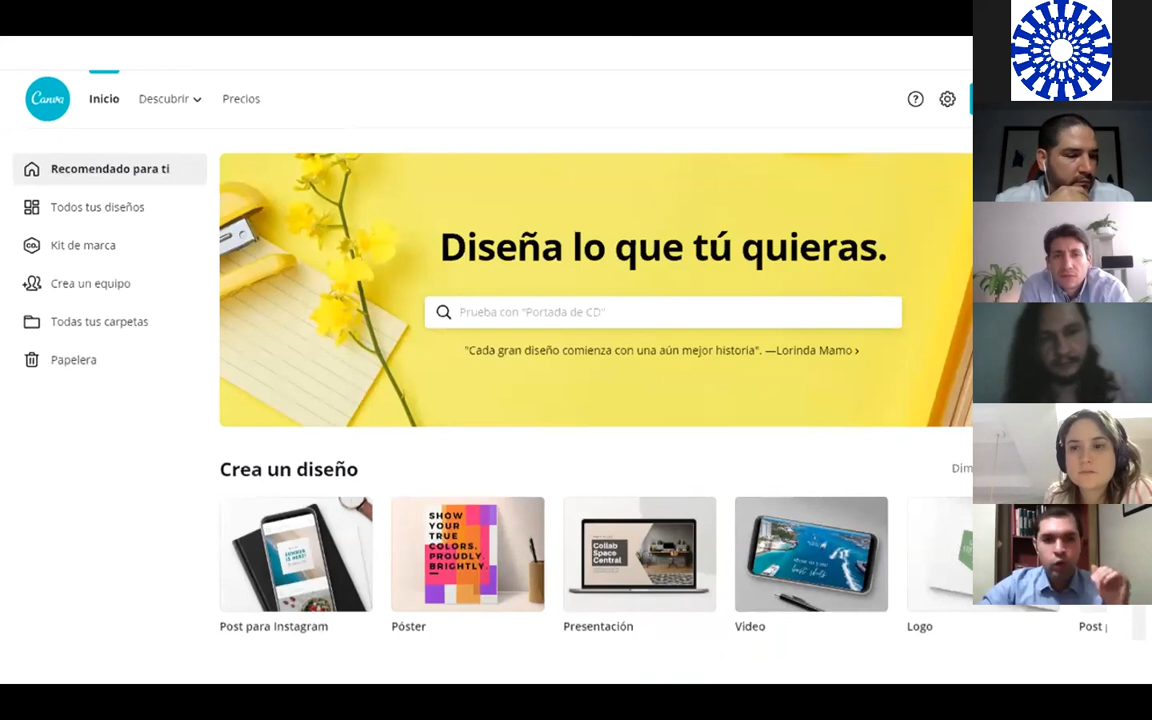 Canva
Inicio
Descubrir
Precios
Recomendado para ti
Todos tus diseños
Kit de marca
Crea un equipo
Todas tus carpetas
Papelera
Diseña lo que tú quieras.
Prueba con "Portada de CD"
"Cada gran diseño comienza con una aún mejor historia". —Lorinda Mamo ›
Crea un diseño
Dim
SHOW
YOUR
TRUE
COLORS.
PROUDLY.
BRIGHTLY.
Collab
Space
Central
Post para Instagram
Póster
Presentación
Video
Logo
Post